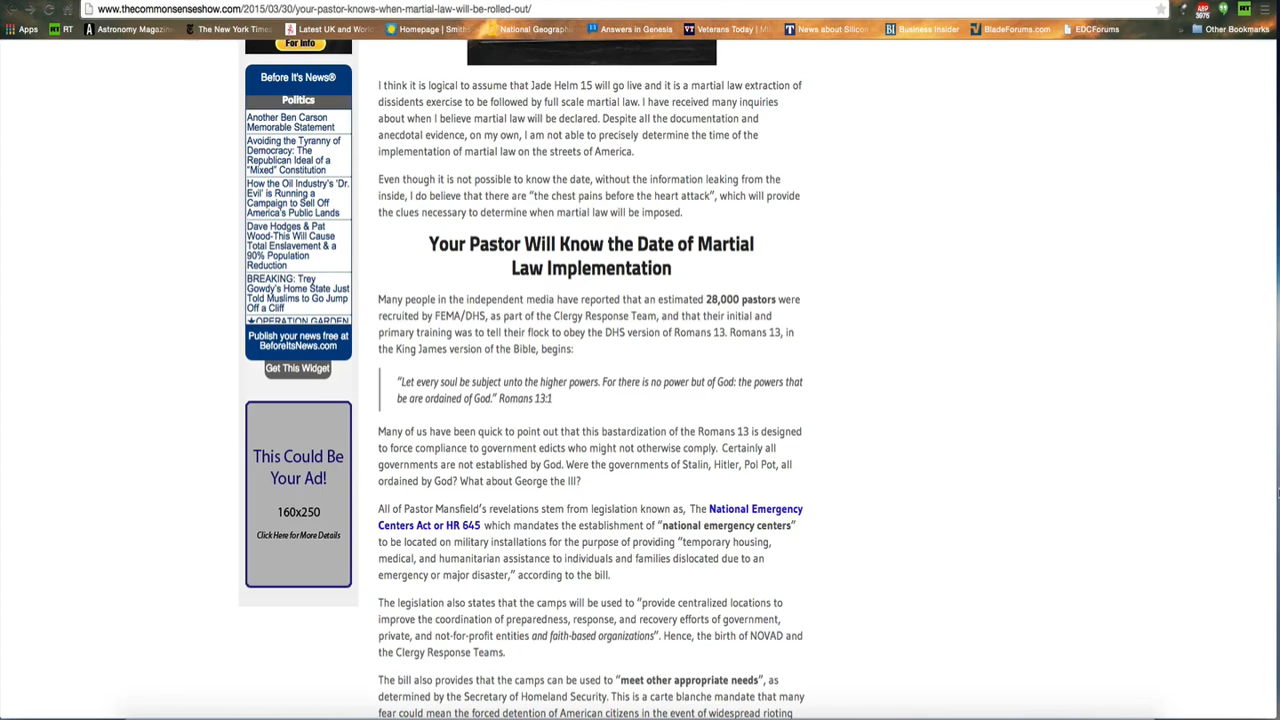 www.thecommonsenseshow.com/2015/03/30/your-pastor-knows-when-martial-law-will-be-rolled-out/
ABP
3075
RT
Apps
RT
Astronomy Magazin
The New York Times
Latest UK and World
Homepage | Smiths
National Geographic
Answers in Genesis
Veterans Today |
News about Silicon
Business Insider
BladeForums.com
EDCForums
Other Bookmarks
For Info
Before It's News®
Politics
Another Ben Carson
Memorable Statement
Avoiding the Tyranny of
Democracy: The
Republican Ideal of a
"Mixed" Constitution
How the Oil Industry's 'Dr.
Evil' is Running a
Campaign to Sell Off
America's Public Lands
Dave Hodges & Pat
Wood-This Will Cause
Total Enslavement & a
90% Population
Reduction
BREAKING: Trey
Gowdy's Home State Just
Told Muslims to Go Jump
Off a Cliff
★OPERATION GARDEN
Publish your news free at
BeforeItsNews.com
Get This Widget
This Could Be
Your Ad!
160x250
Click Here for More Details
I think it is logical to assume that Jade Helm 15 will go live and it is a martial law extraction of
dissidents exercise to be followed by full scale martial law. I have received many inquiries
about when I believe martial law will be declared. Despite all the documentation and
anecdotal evidence, on my own, I am not able to precisely determine the time of the
implementation of martial law on the streets of America.
Even though it is not possible to know the date, without the information leaking from the
inside, I do believe that there are "the chest pains before the heart attack", which will provide
the clues necessary to determine when martial law will be imposed.
Your Pastor Will Know the Date of Martial
Law Implementation
Many people in the independent media have reported that an estimated 28,000 pastors were
recruited by FEMA/DHS, as part of the Clergy Response Team, and that their initial and
primary training was to tell their flock to obey the DHS version of Romans 13. Romans 13, in
the King James version of the Bible, begins:
"Let every soul be subject unto the higher powers. For there is no power but of God: the powers that
be are ordained of God." Romans 13:1
Many of us have been quick to point out that this bastardization of the Romans 13 is designed
to force compliance to government edicts who might not otherwise comply. Certainly all
governments are not established by God. Were the governments of Stalin, Hitler, Pol Pot, all
ordained by God? What about George the III?
All of Pastor Mansfield's revelations stem from legislation known as, The National Emergency
Centers Act or HR 645 which mandates the establishment of "national emergency centers"
to be located on military installations for the purpose of providing "temporary housing,
medical, and humanitarian assistance to individuals and families dislocated due to an
emergency or major disaster," according to the bill.
The legislation also states that the camps will be used to "provide centralized locations to
improve the coordination of preparedness, response, and recovery efforts of government,
private, and not-for-profit entities and faith-based organizations". Hence, the birth of NOVAD and
the Clergy Response Teams.
The bill also provides that the camps can be used to "meet other appropriate needs", as
determined by the Secretary of Homeland Security. This is a carte blanche mandate that many
fear could mean the forced detention of American citizens in the event of widespread rioting